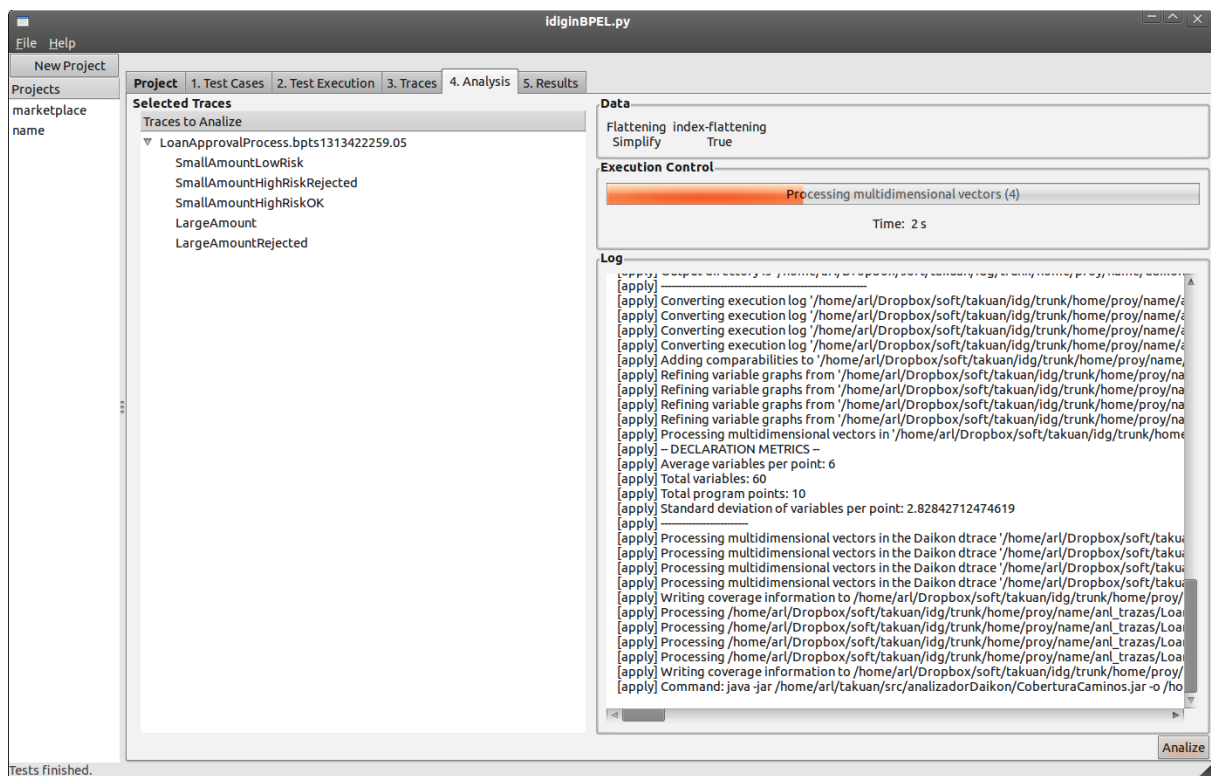 idiginBPEL.py
File Help
New Project
Projects
marketplace
name
Project 1. Test Cases 2. Test Execution 3. Traces 4. Analysis 5. Results
Selected Traces
Traces to Analize
LoanApprovalProcess.bpts1313422259.05
SmallAmountLowRisk
SmallAmountHighRiskRejected
SmallAmountHighRiskOK
LargeAmount
LargeAmountRejected
Data
Flattening index-flattening
Simplify True
Execution Control
Processing multidimensional vectors (4)
Time: 2 s
Log
[apply] Output directory is '/home/arl/Dropbox/soft/takuan/idg/trunk/home/proy/name/daikon
[apply] ------------------------------------------------------------
[apply] Converting execution log '/home/arl/Dropbox/soft/takuan/idg/trunk/home/proy/name/a
[apply] Converting execution log '/home/arl/Dropbox/soft/takuan/idg/trunk/home/proy/name/a
[apply] Converting execution log '/home/arl/Dropbox/soft/takuan/idg/trunk/home/proy/name/a
[apply] Converting execution log '/home/arl/Dropbox/soft/takuan/idg/trunk/home/proy/name/a
[apply] Adding comparabilities to '/home/arl/Dropbox/soft/takuan/idg/trunk/home/proy/name/
[apply] Refining variable graphs from '/home/arl/Dropbox/soft/takuan/idg/trunk/home/proy/na
[apply] Refining variable graphs from '/home/arl/Dropbox/soft/takuan/idg/trunk/home/proy/na
[apply] Refining variable graphs from '/home/arl/Dropbox/soft/takuan/idg/trunk/home/proy/na
[apply] Refining variable graphs from '/home/arl/Dropbox/soft/takuan/idg/trunk/home/proy/na
[apply] Processing multidimensional vectors in '/home/arl/Dropbox/soft/takuan/idg/trunk/home
[apply] -- DECLARATION METRICS --
[apply] Average variables per point: 6
[apply] Total variables: 60
[apply] Total program points: 10
[apply] Standard deviation of variables per point: 2.82842712474619
[apply] -------------------------
[apply] Processing multidimensional vectors in the Daikon dtrace '/home/arl/Dropbox/soft/takua
[apply] Processing multidimensional vectors in the Daikon dtrace '/home/arl/Dropbox/soft/takua
[apply] Processing multidimensional vectors in the Daikon dtrace '/home/arl/Dropbox/soft/takua
[apply] Processing multidimensional vectors in the Daikon dtrace '/home/arl/Dropbox/soft/takua
[apply] Writing coverage information to /home/arl/Dropbox/soft/takuan/idg/trunk/home/proy/
[apply] Processing /home/arl/Dropbox/soft/takuan/idg/trunk/home/proy/name/anl_trazas/Loa
[apply] Processing /home/arl/Dropbox/soft/takuan/idg/trunk/home/proy/name/anl_trazas/Loa
[apply] Processing /home/arl/Dropbox/soft/takuan/idg/trunk/home/proy/name/anl_trazas/Loa
[apply] Processing /home/arl/Dropbox/soft/takuan/idg/trunk/home/proy/name/anl_trazas/Loa
[apply] Writing coverage information to /home/arl/Dropbox/soft/takuan/idg/trunk/home/proy/
[apply] Command: java -jar /home/arl/takuan/src/analizadorDaikon/CoberturaCaminos.jar -o /ho
Analize
Tests finished.